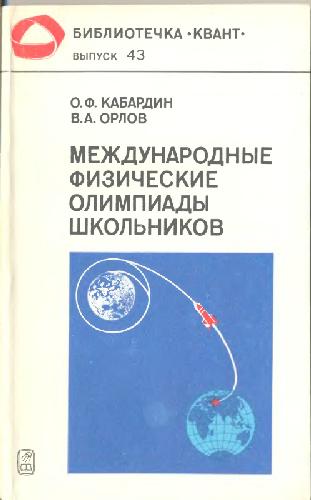 БИБЛИОТЕЧКА •КВАНТ•
ВЫПУСК 43
О.Ф. КАБАРДИН
В.А. ОРЛОВ
МЕЖДУНАРОДНЫЕ
ФИЗИЧЕСКИЕ
ОЛИМПИАДЫ
ШКОЛЬНИКОВ